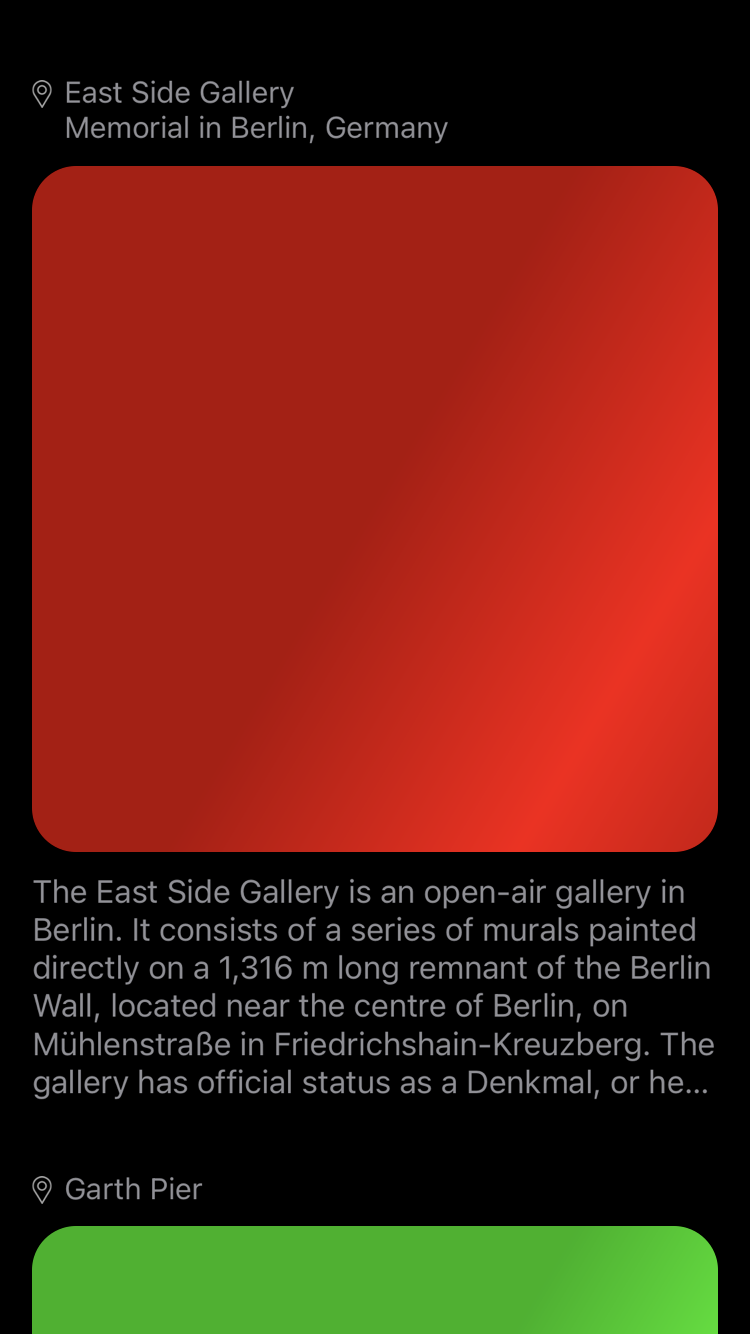 East Side Gallery
Memorial in Berlin, Germany
The East Side Gallery is an open-air gallery in
Berlin. It consists of a series of murals painted
directly on a 1,316 m long remnant of the Berlin
Wall, located near the centre of Berlin, on
Mühlenstraße in Friedrichshain-Kreuzberg. The
gallery has official status as a Denkmal, or he...
Garth Pier